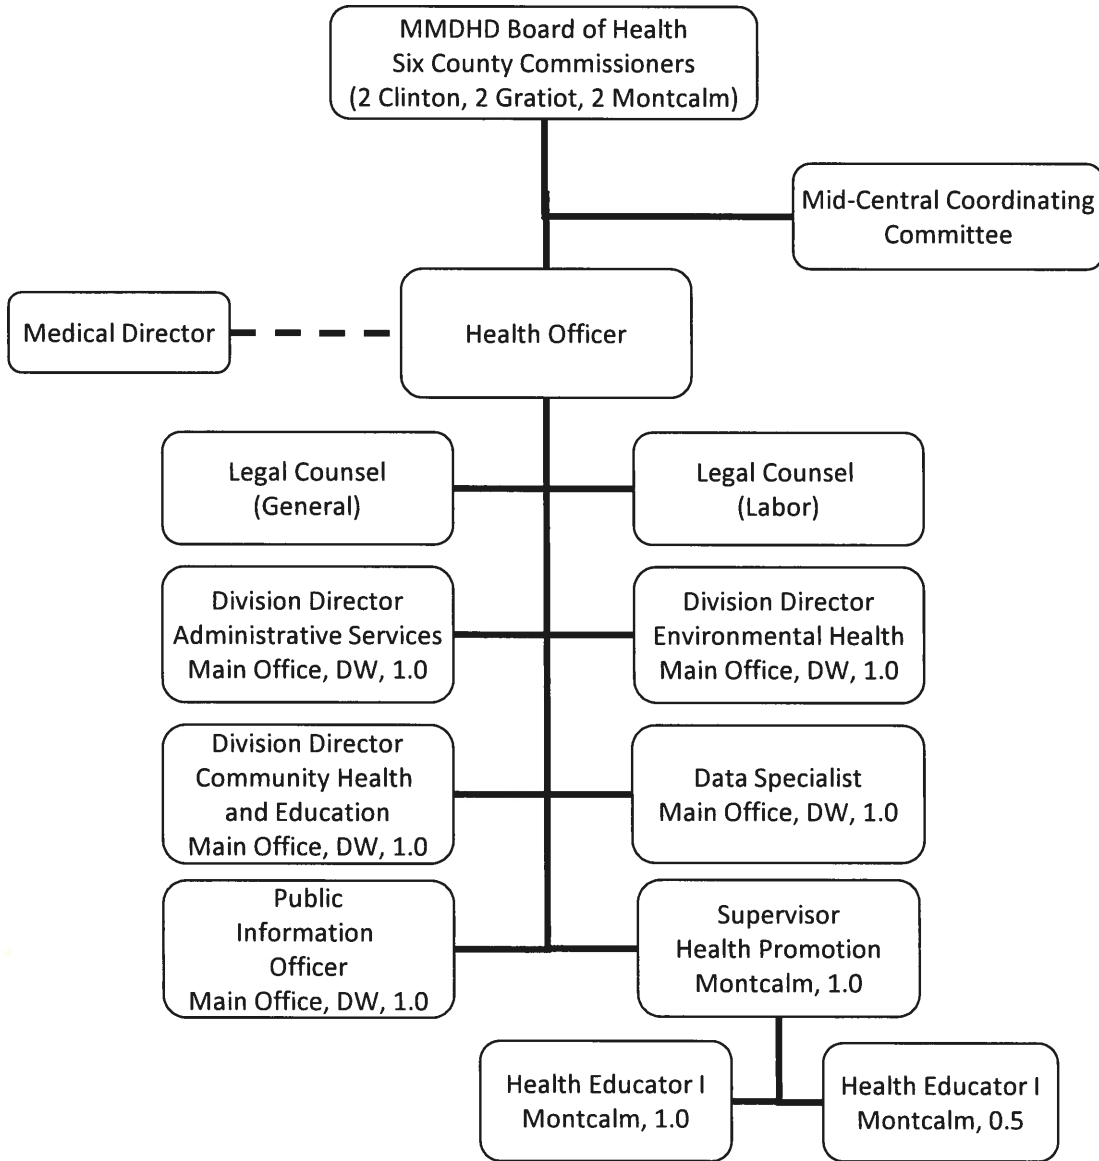 MMDHD Board of Health
Six County Commissioners
(2 Clinton, 2 Gratiot, 2 Montcalm)
Mid-Central Coordinating
Committee
Medical Director
Health Officer
Legal Counsel
(General)
Legal Counsel
(Labor)
Division Director
Administrative Services
Main Office, DW, 1.0
Division Director
Environmental Health
Main Office, DW, 1.0
Division Director
Community Health
and Education
Main Office, DW, 1.0
Data Specialist
Main Office, DW, 1.0
Public
Information
Officer
Main Office, DW, 1.0
Supervisor
Health Promotion
Montcalm, 1.0
Health Educator I
Montcalm, 1.0
Health Educator I
Montcalm, 0.5